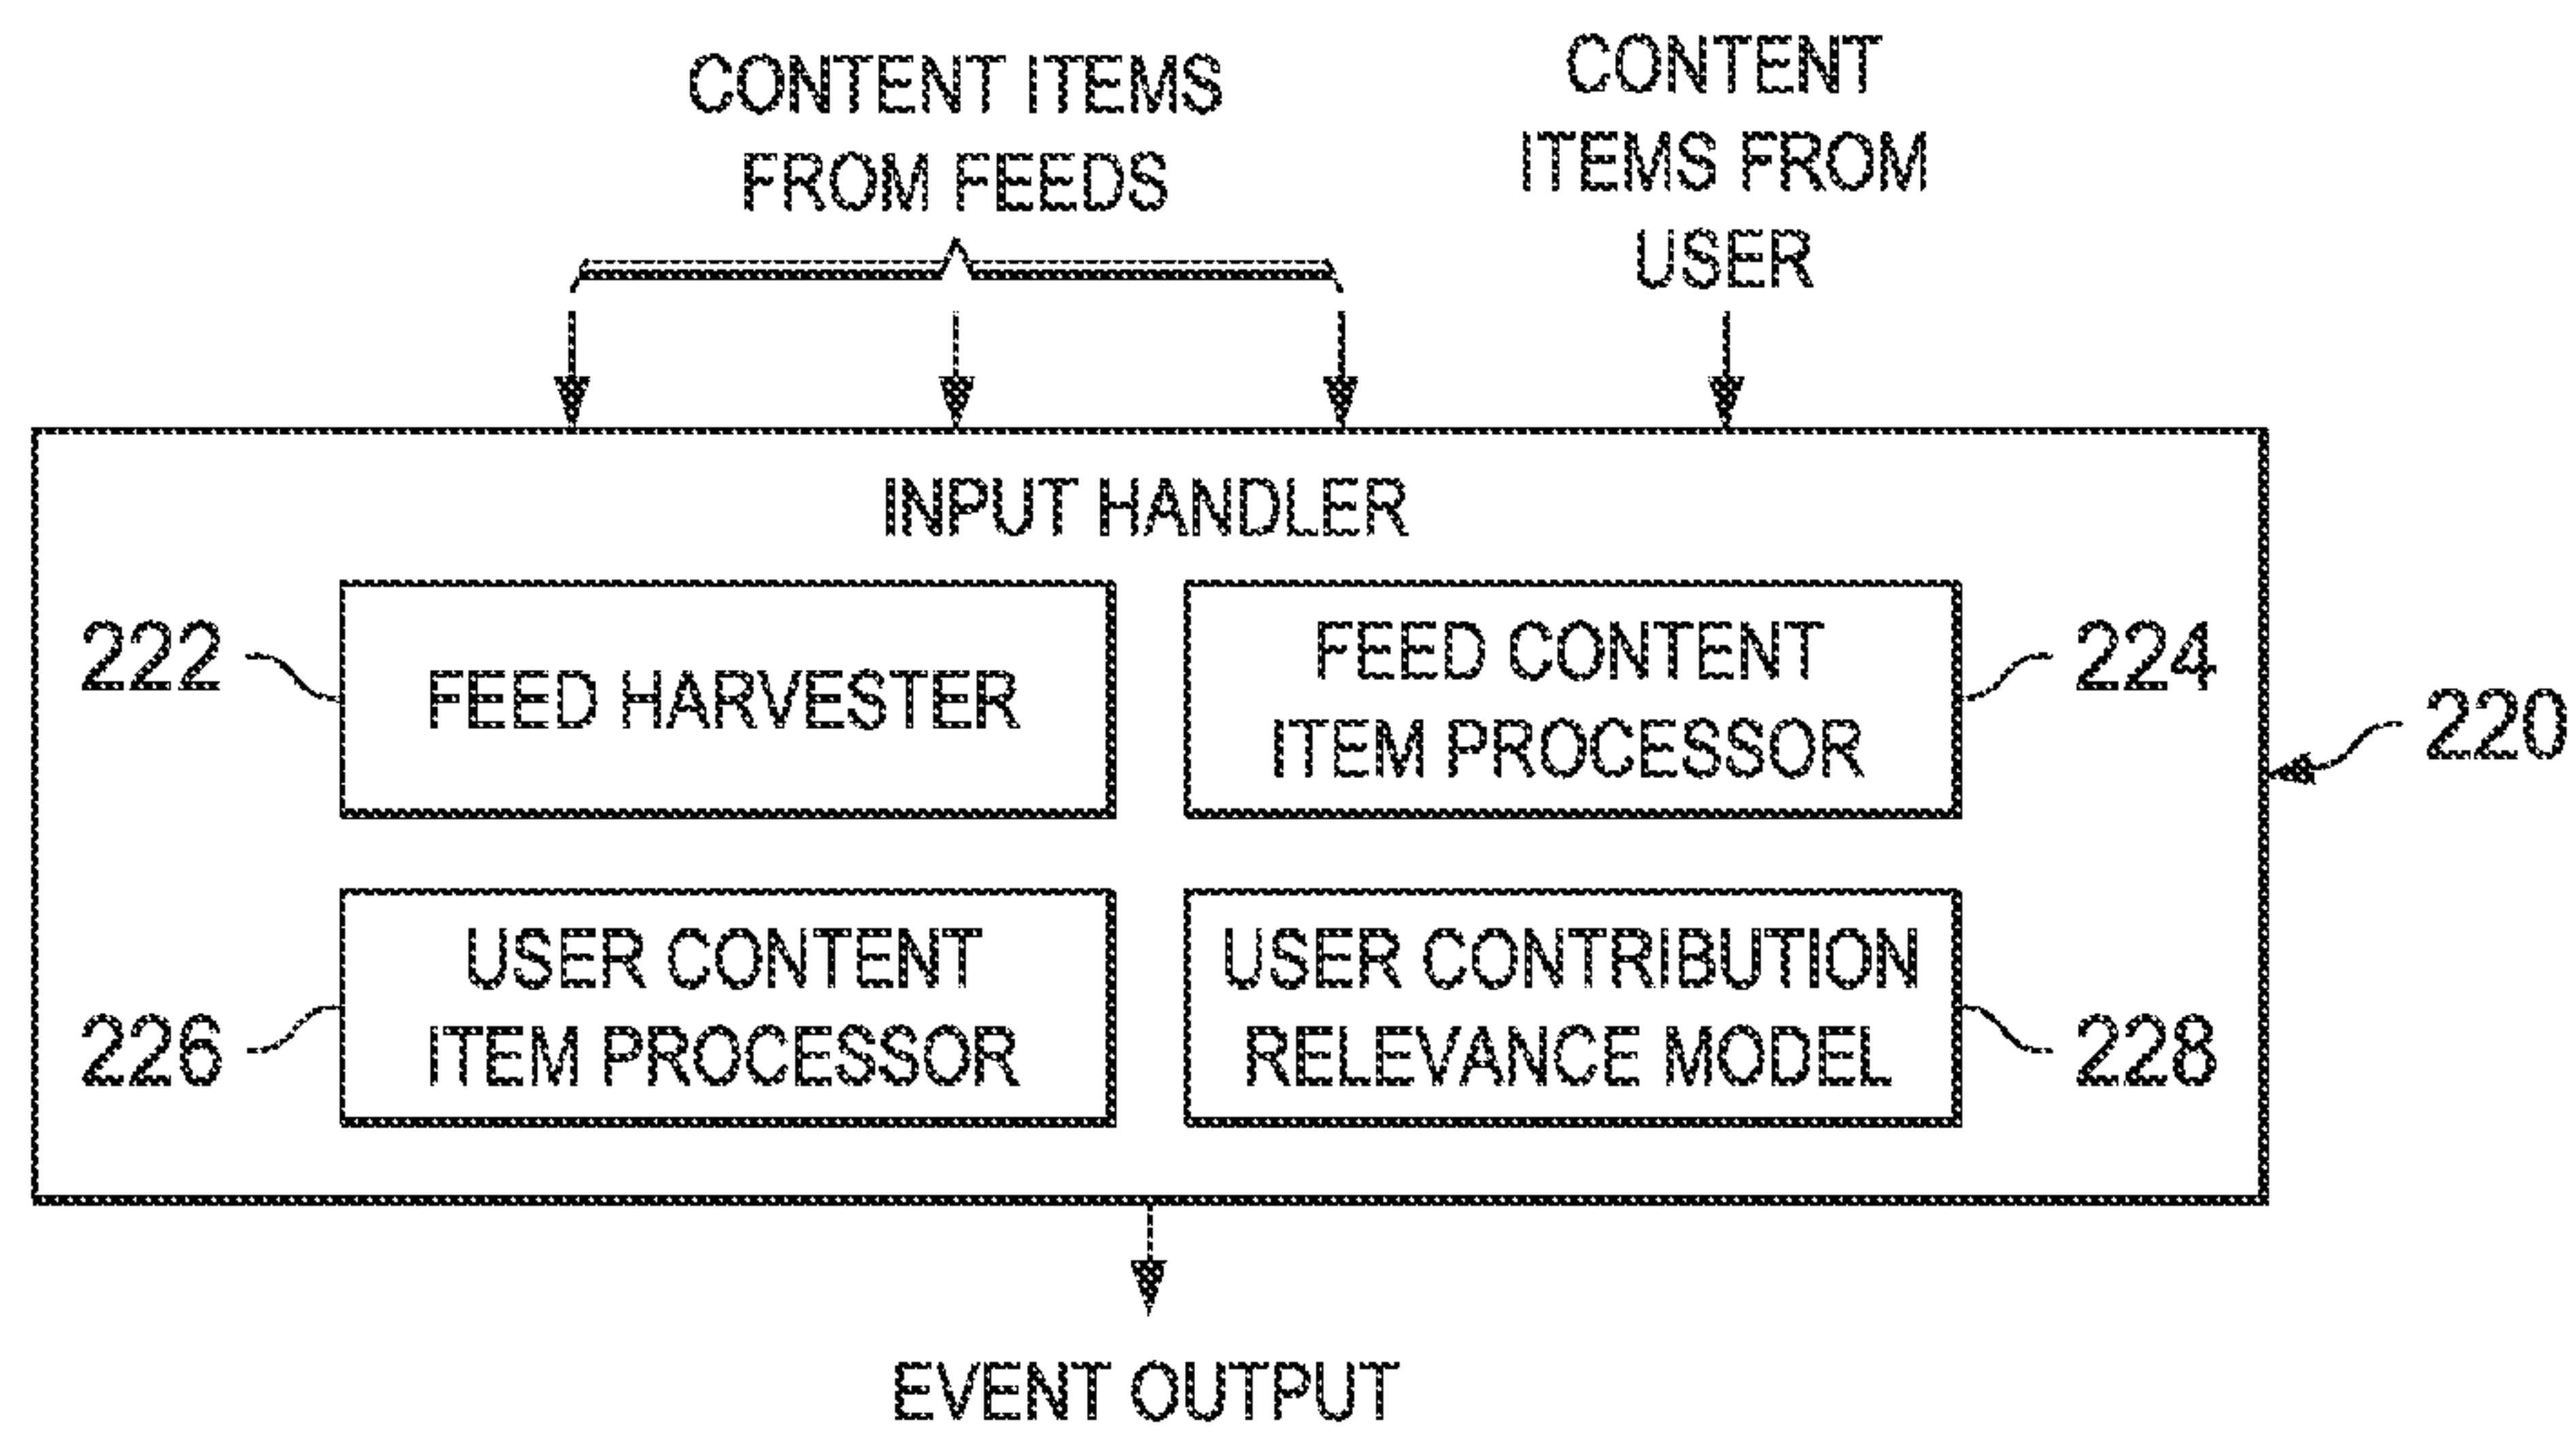 CONTENT ITEMS
FROM FEEDS
CONTENT
ITEMS FROM
USER
INPUT HANDLER
222
FEED HARVESTER
FEED CONTENT
ITEM PROCESSOR
224
220
226
USER CONTENT
ITEM PROCESSOR
USER CONTRIBUTION
RELEVANCE MODEL
228
EVENT OUTPUT